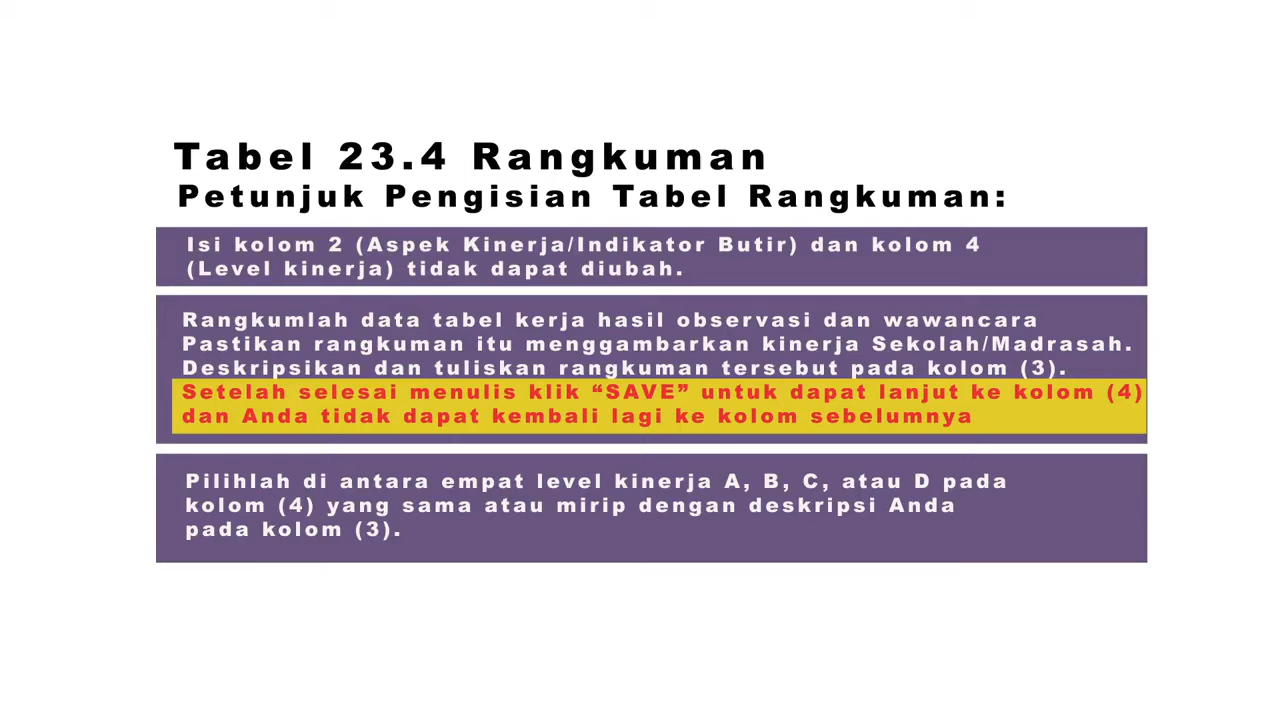 Tabel 23.4 Rangkuman
Petunjuk Pengisian Tabel Rangkuman:
Isi kolom 2 (Aspek Kinerja/Indikator Butir) dan kolom 4
(Level kinerja) tidak dapat diubah.
Rangkumlah data tabel kerja hasil observasi dan wawancara
Pastikan rangkuman itu menggambarkan kinerja Sekolah/Madrasah.
Deskripsikan dan tuliskan rangkuman tersebut pada kolom (3).
Setelah selesai menulis klik “SAVE” untuk dapat lanjut ke kolom (4)
dan Anda tidak dapat kembali lagi ke kolom sebelumnya
Pilihlah di antara empat level kinerja A, B, C, atau D pada
kolom (4) yang sama atau mirip dengan deskripsi Anda
pada kolom (3).